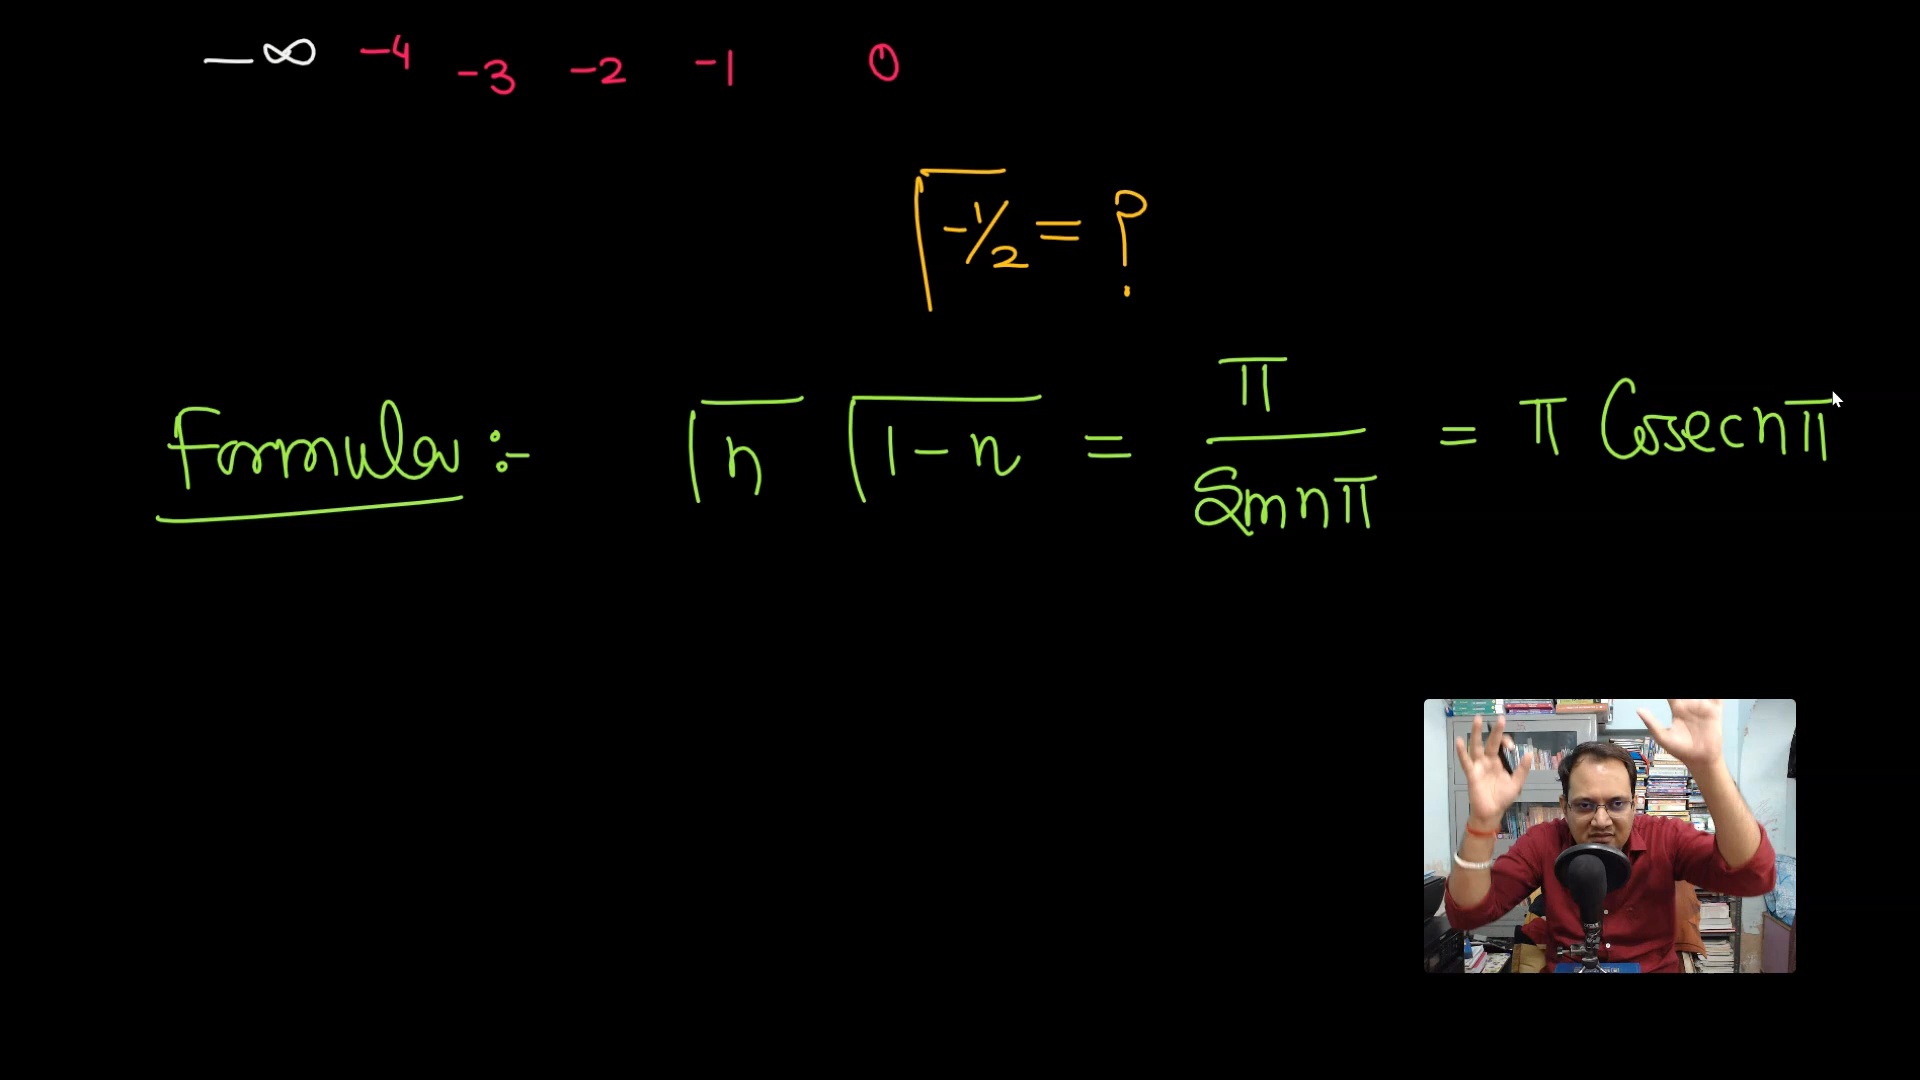 -∞ -4 -3 -2 -1 0
Γ-1/2 = ?
Formula :- Γn Γ1-n = π/Sin nπ = π Cosec nπ